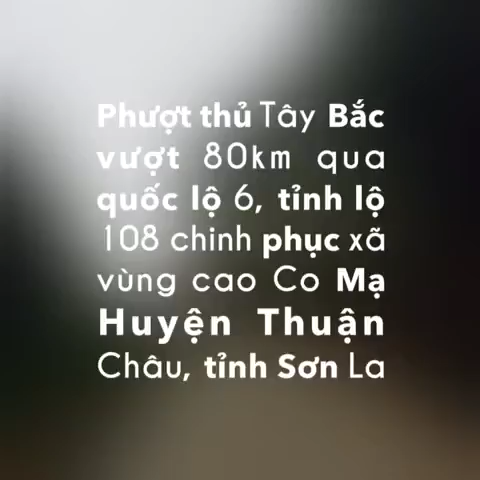 Phượt thủ Tây Bắc
vượt 80km qua
quốc lộ 6, tỉnh lộ
108 chinh phục xã
vùng cao Co Mạ
Huyện Thuận
Châu, tỉnh Sơn La